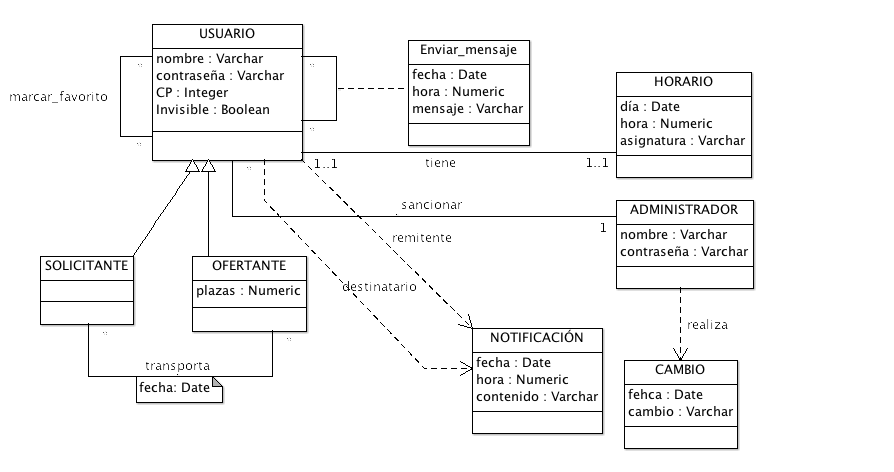 USUARIO
nombre : Varchar
contraseña : Varchar
CP : Integer
Invisible : Boolean
marcar_favorito
Enviar_mensaje
fecha : Date
hora : Numeric
mensaje : Varchar
HORARIO
día : Date
hora : Numeric
asignatura : Varchar
1..1
tiene
1..1
sancionar
1
ADMINISTRADOR
nombre : Varchar
contraseña : Varchar
remitente
destinatario
SOLICITANTE
OFERTANTE
plazas : Numeric
transporta
fecha: Date
NOTIFICACIÓN
fecha : Date
hora : Numeric
contenido : Varchar
realiza
CAMBIO
fehca : Date
cambio : Varchar